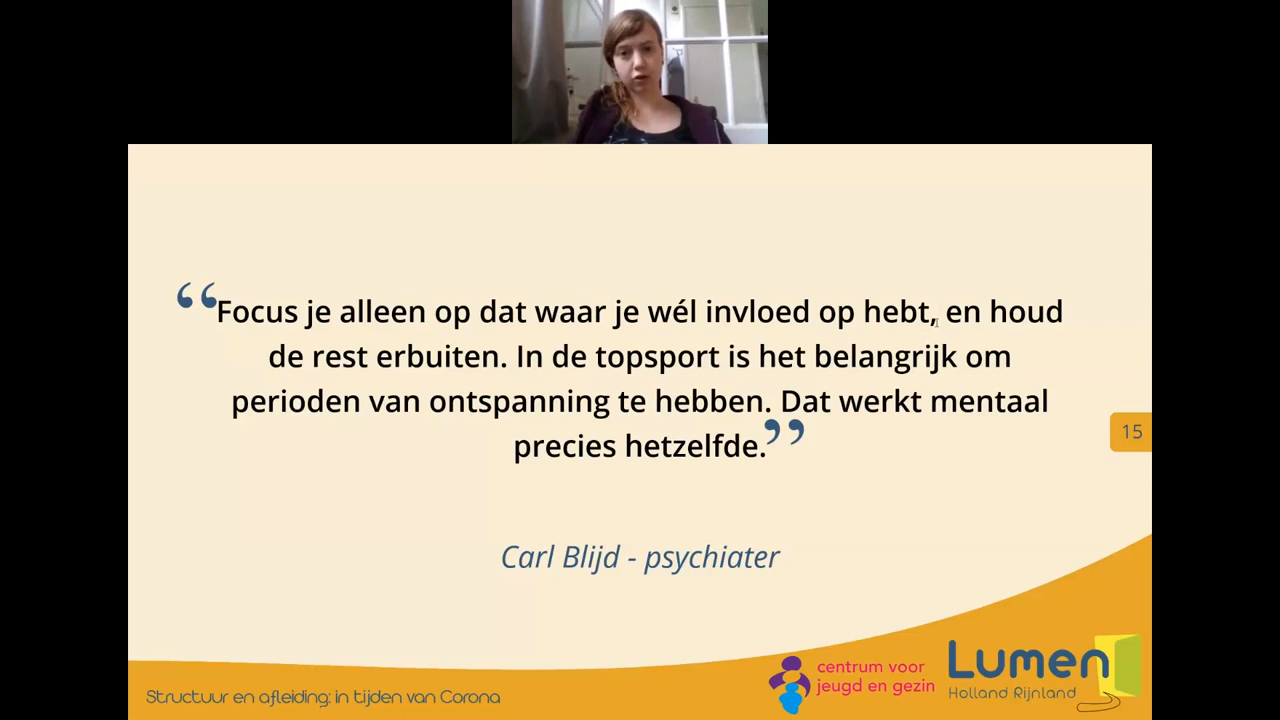 “Focus je alleen op dat waar je wél invloed op hebt, en houd
de rest erbuiten. In de topsport is het belangrijk om
perioden van ontspanning te hebben. Dat werkt mentaal
precies hetzelfde.”
15
Carl Blijd - psychiater
Structuur en afleiding: in tijden van Corona
centrum voor
jeugd en gezin
Lumen
Holland Rijnland